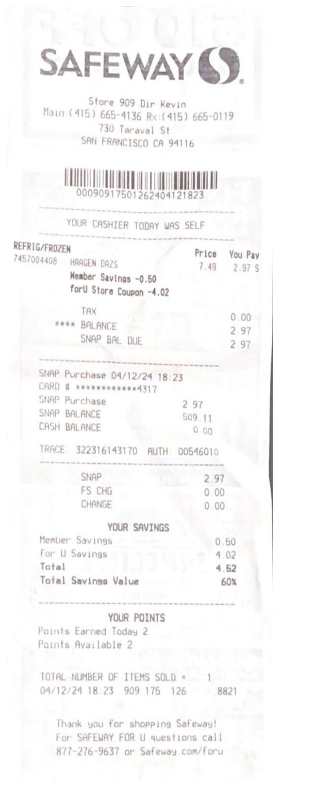 SAFEWAY
Store 909 Dir Kevin
Main:(415) 665-4136 Rx:(415) 665-0119
730 Taraval St
SAN FRANCISCO CA 94116
00090917501262404121823
YOUR CASHIER TODAY WAS SELF
REFRIG/FROZEN Price You Pay
7457004408 HAAGEN DAZS 7.49 2.97 S
Member Savings -0.50
forU Store Coupon -4.02
TAX 0.00
**** BALANCE 2.97
SNAP BAL DUE 2.97
SNAP Purchase 04/12/24 18:23
CARD # ************4317
SNAP Purchase 2.97
SNAP BALANCE 509.11
CASH BALANCE 0.00
TRACE: 322316143170 AUTH: 00546010
SNAP 2.97
FS CHG 0.00
CHANGE 0.00
YOUR SAVINGS
Member Savings 0.50
for U Savings 4.02
Total 4.52
Total Savings Value 60%
YOUR POINTS
Points Earned Today 2
Points Available 2
TOTAL NUMBER OF ITEMS SOLD = 1
04/12/24 18:23 909 175 126 8821
Thank you for shopping Safeway!
For SAFEWAY FOR U questions call
877-276-9637 or Safeway.com/foru